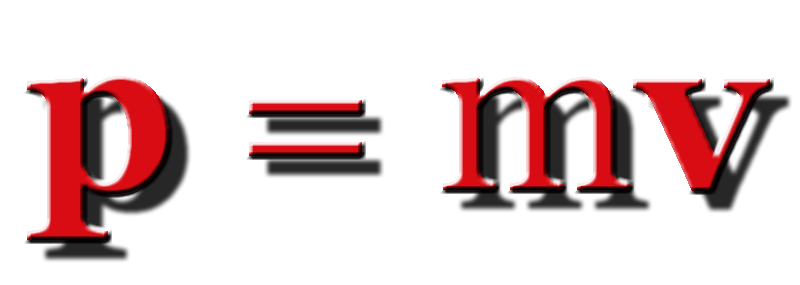 p = mv